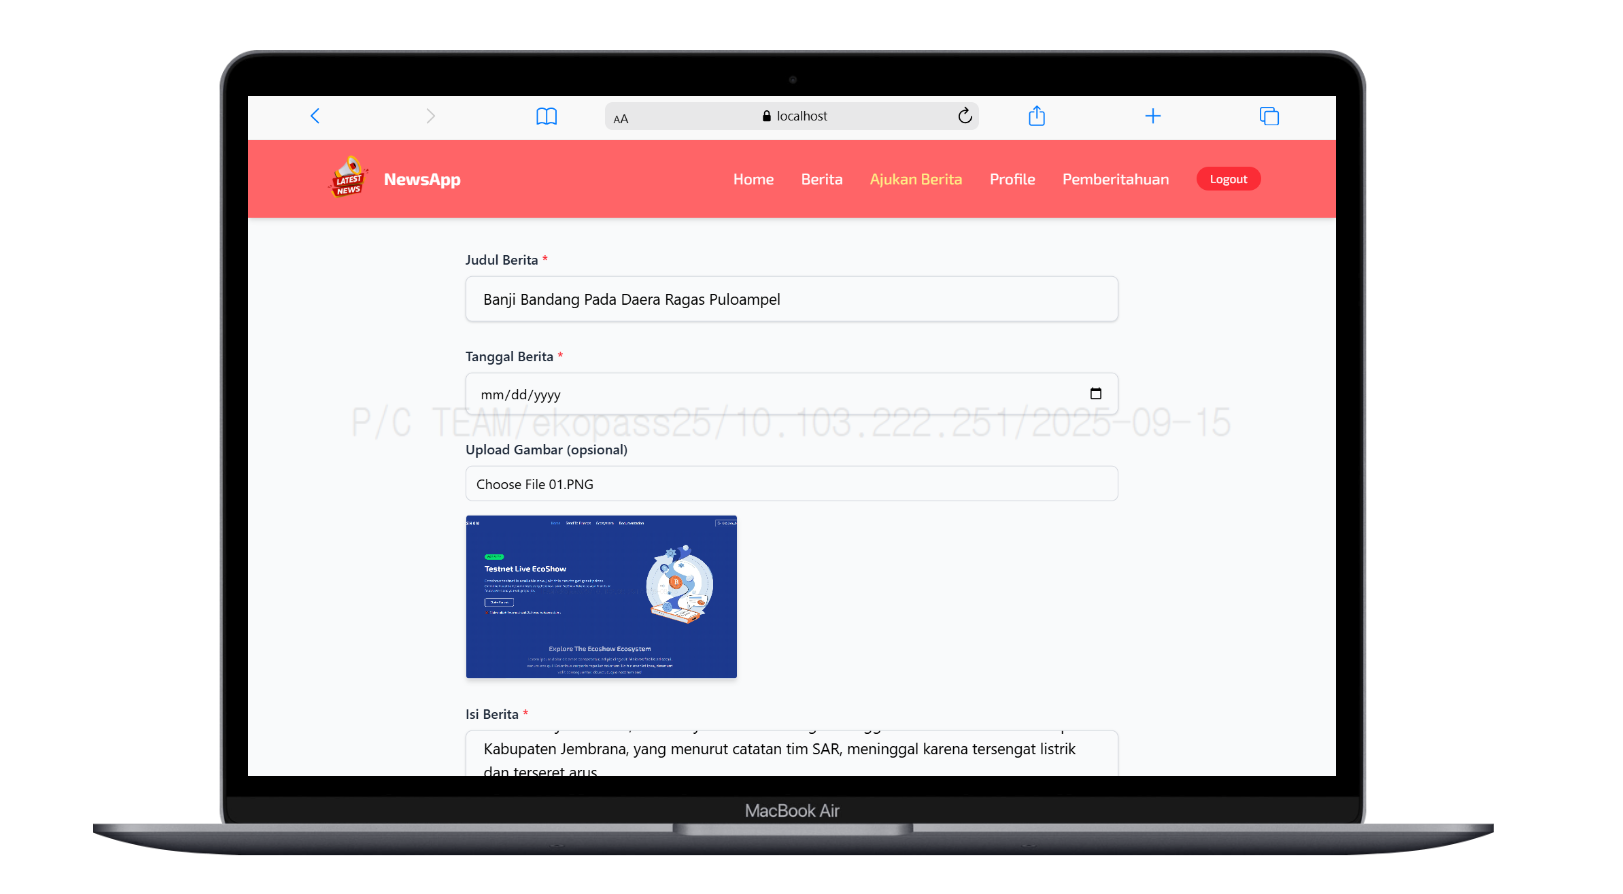 AA
localhost
LATEST
NEWS
NewsApp
Home
Berita
Ajukan Berita
Profile
Pemberitahuan
Logout
Judul Berita *
Banji Bandang Pada Daera Ragas Puloampel
Tanggal Berita *
mm/dd/yyyy
P/C TEAM/ekopass25/10.103.222.251/2025-09-15
Upload Gambar (opsional)
Choose File 01.PNG
Testnet Live EcoShow
Explore The Ecoshow Ecosystem
Isi Berita *
Kabupaten Jembrana, yang menurut catatan tim SAR, meninggal karena tersengat listrik
dan terseret arus
MacBook Air